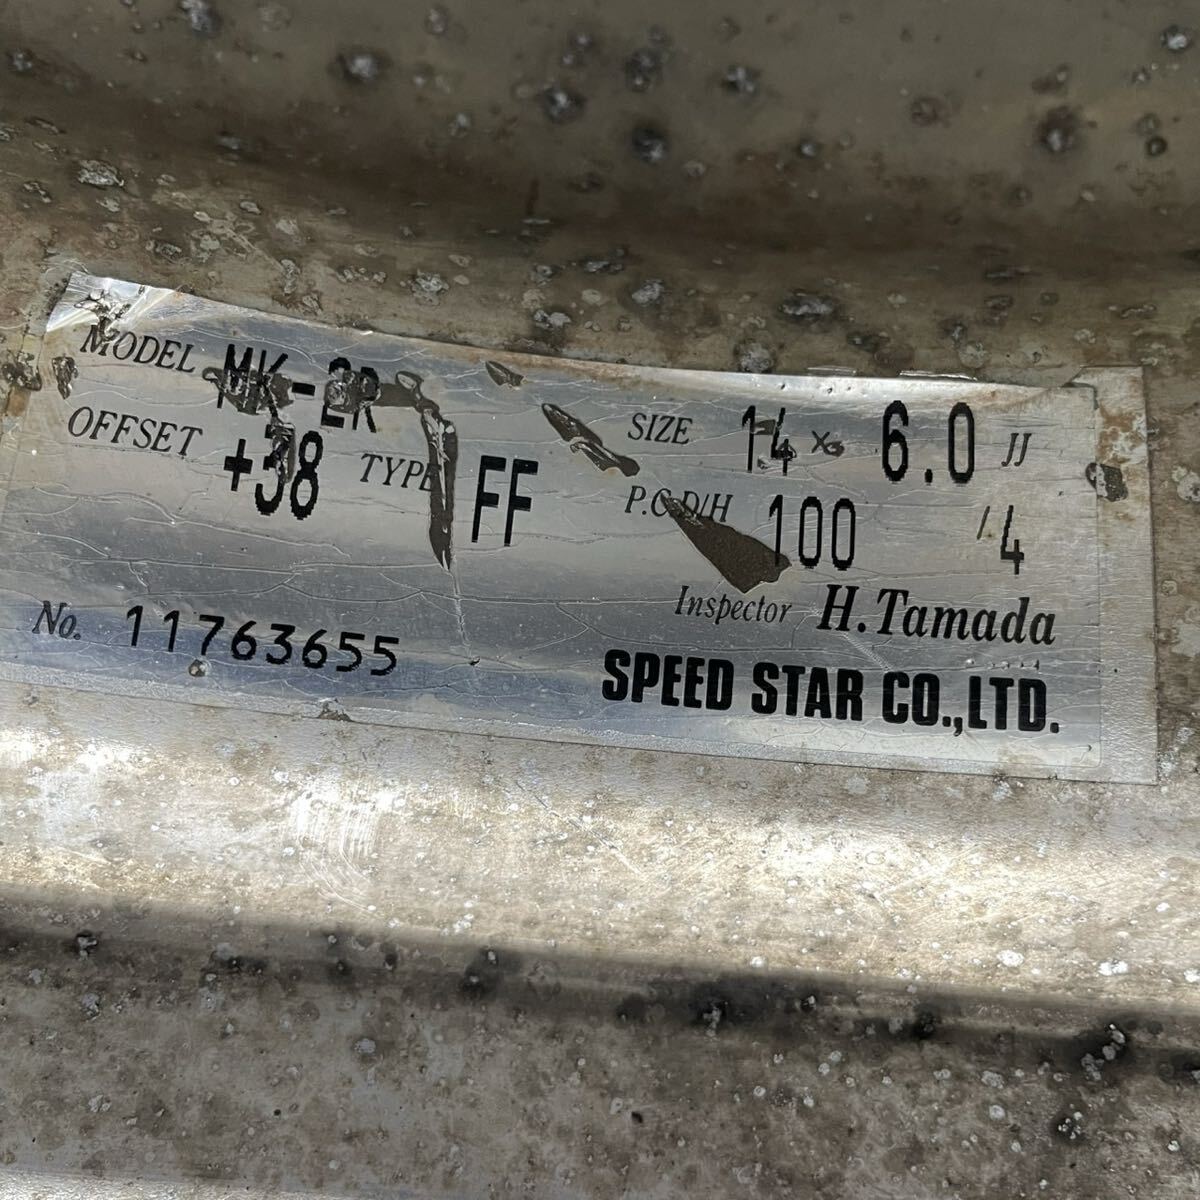 MODEL MK-2R SIZE 14 × 6.0 JJ
OFFSET +38 TYPE FF P.C.D/H 100 / 4
Inspector H.Tamada
No. 11763655 SPEED STAR CO.,LTD.